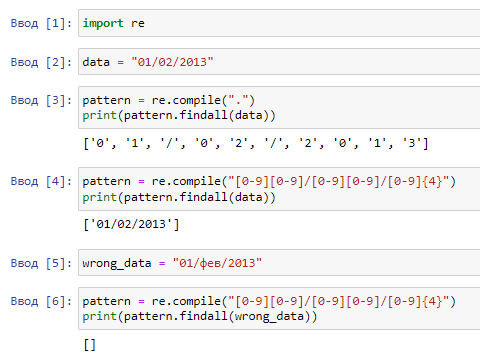 Ввод [1]: import re
Ввод [2]: data = "01/02/2013"
Ввод [3]: pattern = re.compile(".")
print(pattern.findall(data))
['0', '1', '/', '0', '2', '/', '2', '0', '1', '3']
Ввод [4]: pattern = re.compile("[0-9][0-9]/[0-9][0-9]/[0-9]{4}")
print(pattern.findall(data))
['01/02/2013']
Ввод [5]: wrong_data = "01/фев/2013"
Ввод [6]: pattern = re.compile("[0-9][0-9]/[0-9][0-9]/[0-9]{4}")
print(pattern.findall(wrong_data))
[]